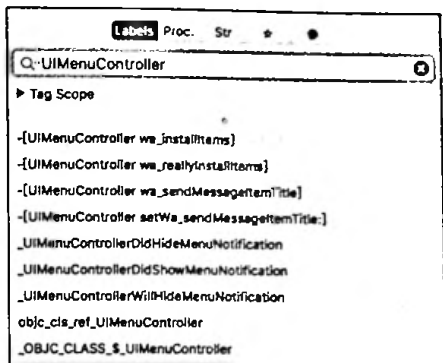 Labels Proc. Str
UIMenuController
Tag Scope
-[UIMenuController wa_installItems]
-[UIMenuController wa_reallyInstallItems]
-[UIMenuController wa_sendMessageItemTitle]
-[UIMenuController setWa_sendMessageItemTitle:]
_UIMenuControllerDidHideMenuNotification
_UIMenuControllerDidShowMenuNotification
_UIMenuControllerWillHideMenuNotification
objc_cls_ref_UIMenuController
_OBJC_CLASS_$_UIMenuController